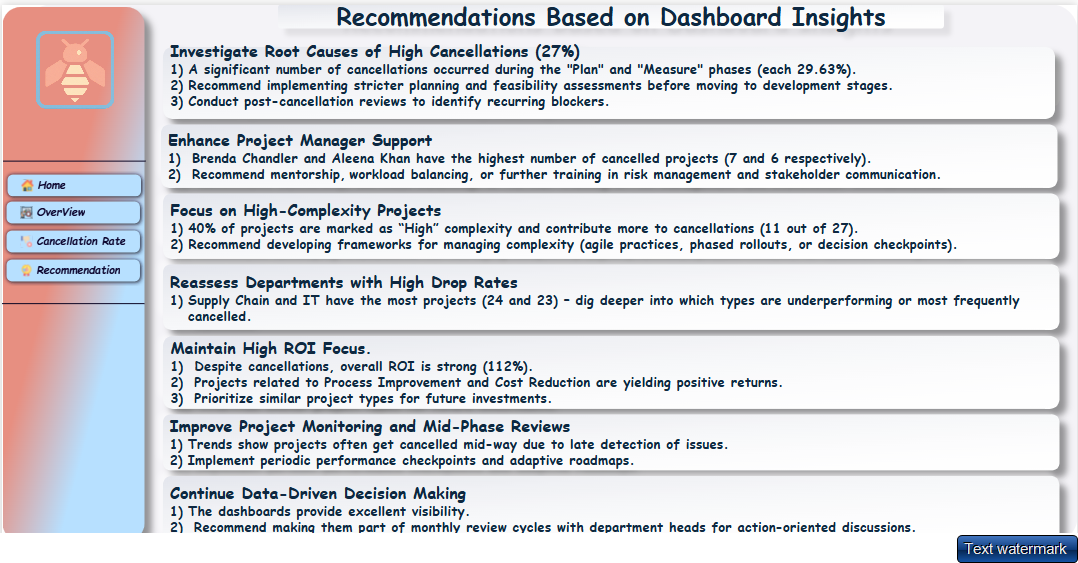 Recommendations Based on Dashboard Insights
Investigate Root Causes of High Cancellations (27%)
1) A significant number of cancellations occurred during the "Plan" and "Measure" phases (each 29.63%).
2) Recommend implementing stricter planning and feasibility assessments before moving to development stages.
3) Conduct post-cancellation reviews to identify recurring blockers.
Enhance Project Manager Support
1) Brenda Chandler and Aleena Khan have the highest number of cancelled projects (7 and 6 respectively).
2) Recommend mentorship, workload balancing, or further training in risk management and stakeholder communication.
Home
OverView
Cancellation Rate
Recommendation
Focus on High-Complexity Projects
1) 40% of projects are marked as “High” complexity and contribute more to cancellations (11 out of 27).
2) Recommend developing frameworks for managing complexity (agile practices, phased rollouts, or decision checkpoints).
Reassess Departments with High Drop Rates
1) Supply Chain and IT have the most projects (24 and 23) – dig deeper into which types are underperforming or most frequently
cancelled.
Maintain High ROI Focus.
1) Despite cancellations, overall ROI is strong (112%).
2) Projects related to Process Improvement and Cost Reduction are yielding positive returns.
3) Prioritize similar project types for future investments.
Improve Project Monitoring and Mid-Phase Reviews
1) Trends show projects often get cancelled mid-way due to late detection of issues.
2) Implement periodic performance checkpoints and adaptive roadmaps.
Continue Data-Driven Decision Making
1) The dashboards provide excellent visibility.
2) Recommend making them part of monthly review cycles with department heads for action-oriented discussions.
Text watermark